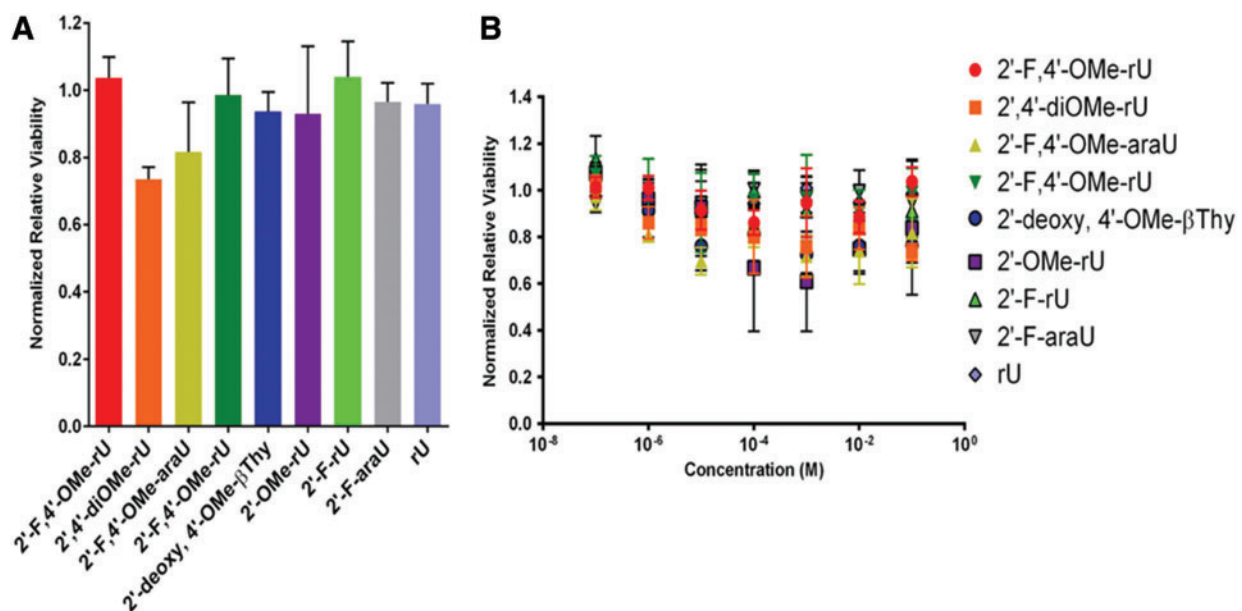 A
Normalized Relative Viability
1.2
1.0
0.8
0.6
0.4
0.2
0.0
2'-F,4'-OMe-rU
2',4'-diOMe-rU
2'-F,4'-OMe-araU
2'-F,4'-OMe-rU
2'-deoxy, 4'-OMe-βThy
2'-OMe-rU
2'-F-rU
2'-F-araU
rU
B
Normalized Relative Viability
1.4
1.2
1.0
0.8
0.6
0.4
0.2
0.0
10⁻⁸
10⁻⁶
10⁻⁴
10⁻²
10⁰
Concentration (M)
2'-F,4'-OMe-rU
2',4'-diOMe-rU
2'-F,4'-OMe-araU
2'-F,4'-OMe-rU
2'-deoxy, 4'-OMe-βThy
2'-OMe-rU
2'-F-rU
2'-F-araU
rU